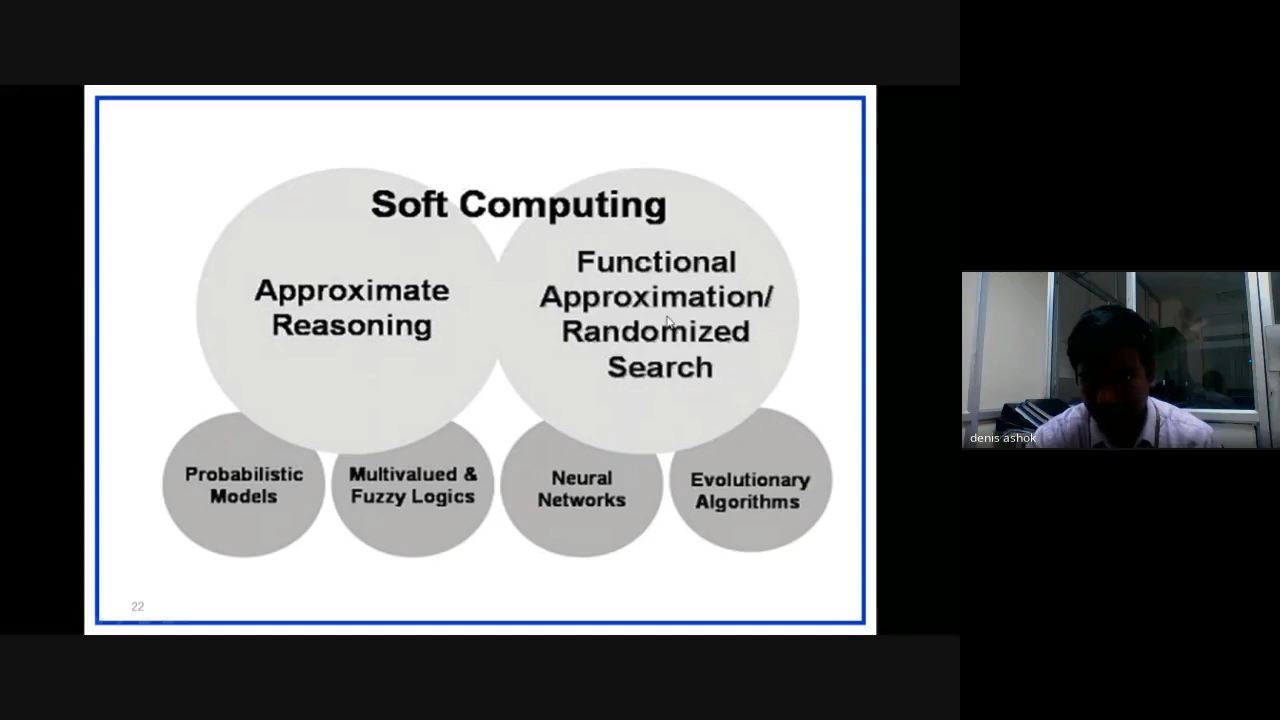 Soft Computing
Approximate
Reasoning
Functional
Approximation/
Randomized
Search
Probabilistic
Models
Multivalued &
Fuzzy Logics
Neural
Networks
Evolutionary
Algorithms
22
denis ashok